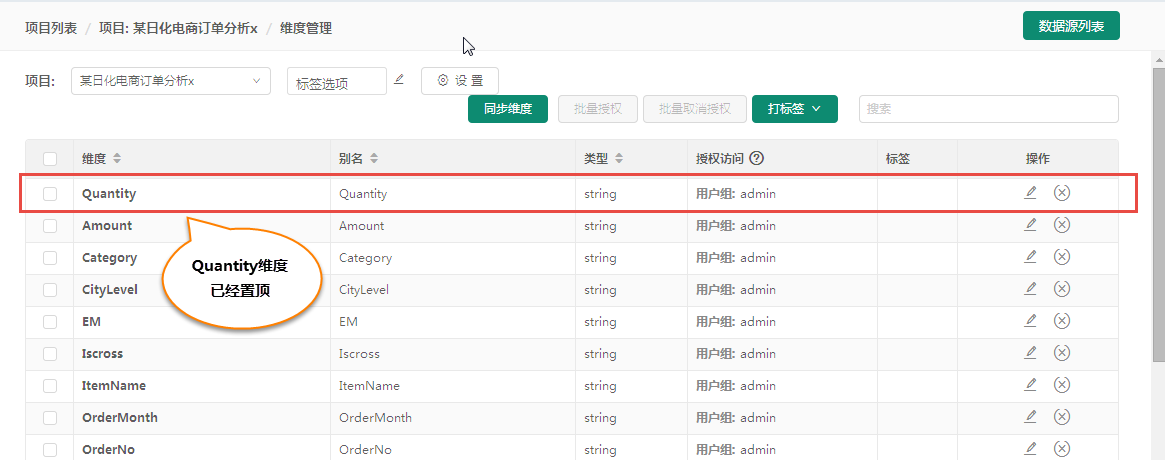 项目列表 / 项目: 某日化电商订单分析x / 维度管理
数据源列表
项目: 某日化电商订单分析x 标签选项 设 置
同步维度 批量授权 批量取消授权 打标签 搜索
维度 别名 类型 授权访问 ? 标签 操作
Quantity Quantity string 用户组: admin
Amount Amount string 用户组: admin
Category Category string 用户组: admin
CityLevel CityLevel string 用户组: admin
EM EM string 用户组: admin
Iscross Iscross string 用户组: admin
ItemName ItemName string 用户组: admin
OrderMonth OrderMonth string 用户组: admin
OrderNo OrderNo string 用户组: admin
Quantity维度
已经置顶